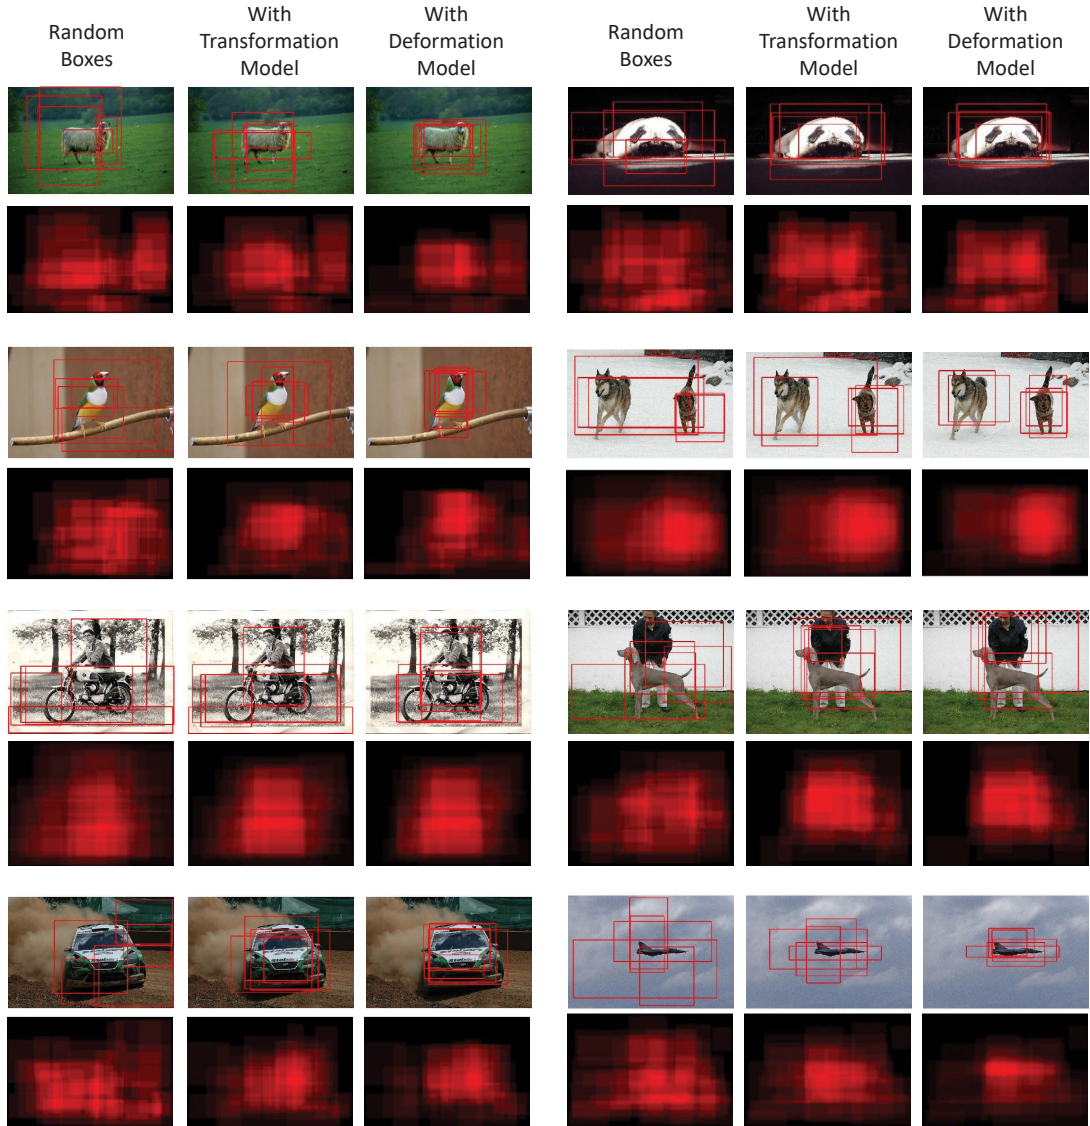 Random
Boxes
With
Transformation
Model
With
Deformation
Model
Random
Boxes
With
Transformation
Model
With
Deformation
Model